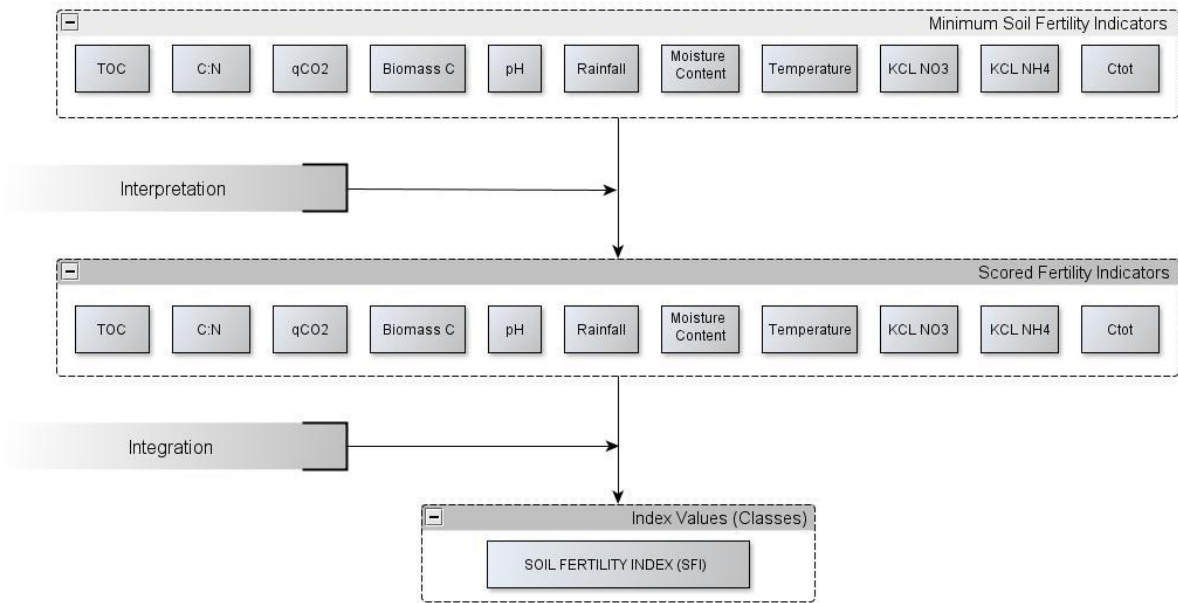 Minimum Soil Fertility Indicators
TOC
C:N
qCO2
Biomass C
pH
Rainfall
Moisture
Content
Temperature
KCL NO3
KCL NH4
Ctot
Interpretation
Scored Fertility Indicators
TOC
C:N
qCO2
Biomass C
pH
Rainfall
Moisture
Content
Temperature
KCL NO3
KCL NH4
Ctot
Integration
Index Values (Classes)
SOIL FERTILITY INDEX (SFI)